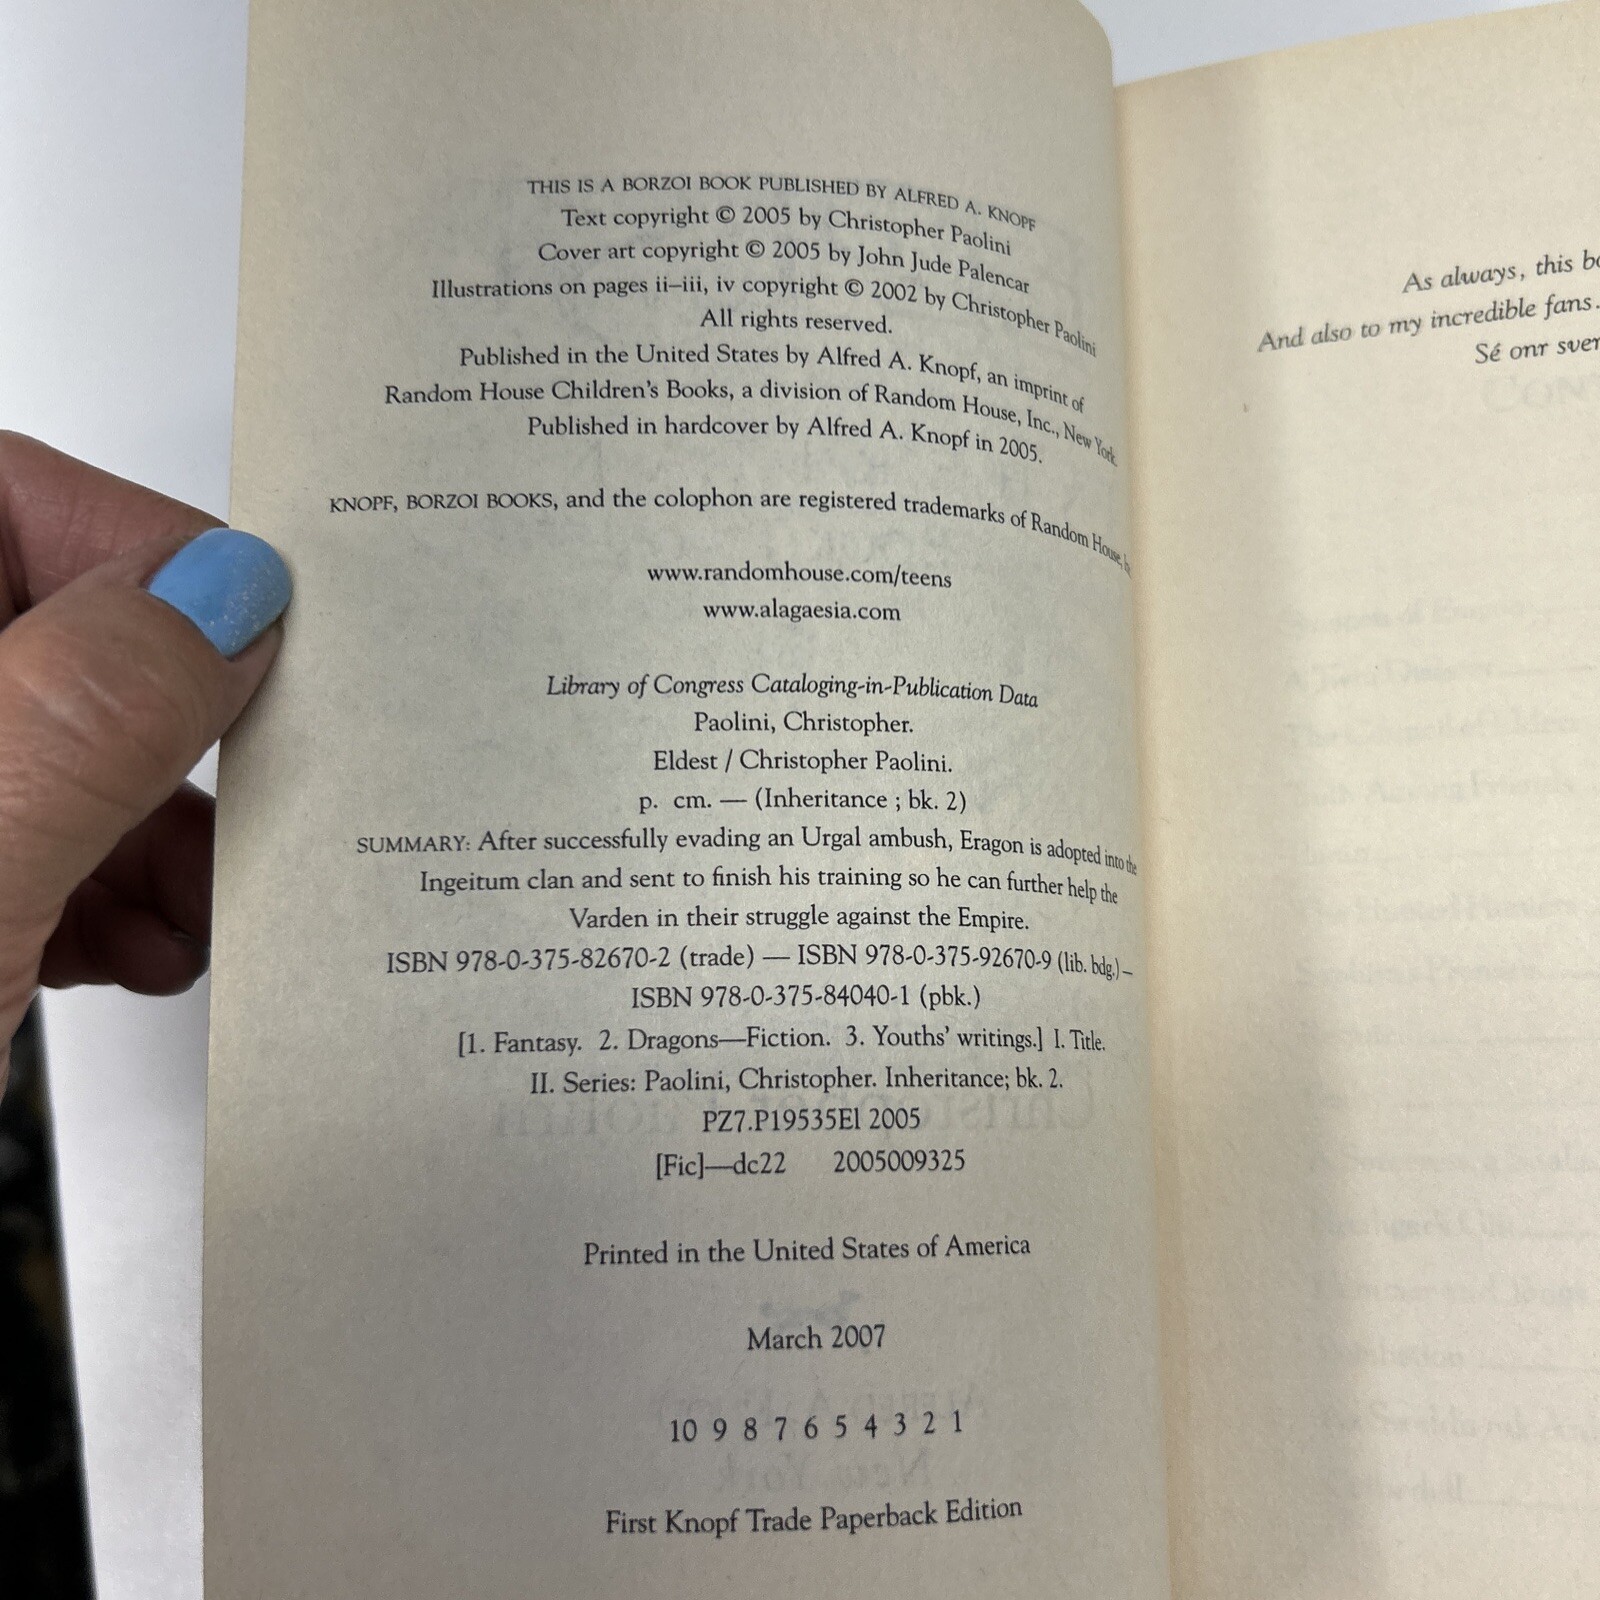 THIS IS A BORZOI BOOK PUBLISHED BY ALFRED A. KNOPF
Text copyright © 2005 by Christopher Paolini
Cover art copyright © 2005 by John Jude Palencar
Illustrations on pages ii–iii, iv copyright © 2002 by Christopher Paolini
All rights reserved.
Published in the United States by Alfred A. Knopf, an imprint of
Random House Children's Books, a division of Random House, Inc., New York.
Published in hardcover by Alfred A. Knopf in 2005.
KNOPF, BORZOI BOOKS, and the colophon are registered trademarks of Random House,
www.randomhouse.com/teens
www.alagaesia.com
Library of Congress Cataloging-in-Publication Data
Paolini, Christopher.
Eldest / Christopher Paolini.
p. cm. — (Inheritance ; bk. 2)
SUMMARY: After successfully evading an Urgal ambush, Eragon is adopted into the
Ingeitum clan and sent to finish his training so he can further help the
Varden in their struggle against the Empire.
ISBN 978-0-375-82670-2 (trade) — ISBN 978-0-375-92670-9 (lib. bdg.) –
ISBN 978-0-375-84040-1 (pbk.)
[1. Fantasy. 2. Dragons—Fiction. 3. Youths' writings.] I. Title.
II. Series: Paolini, Christopher. Inheritance; bk. 2.
PZ7.P19535El 2005
[Fic]—dc22 2005009325
Printed in the United States of America
March 2007
10 9 8 7 6 5 4 3 2 1
First Knopf Trade Paperback Edition
As always, this
And also to my incredible fans.
Sé onr